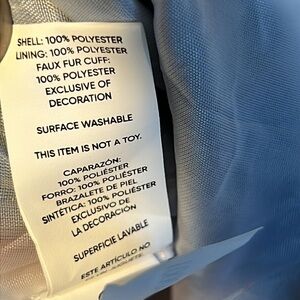 SHELL: 100% POLYESTER
LINING: 100% POLYESTER
FAUX FUR CUFF:
100% POLYESTER
EXCLUSIVE OF
DECORATION
SURFACE WASHABLE
THIS ITEM IS NOT A TOY.
CAPARAZÓN:
100% POLIÉSTER
FORRO: 100% POLIÉSTER
BRAZALETE DE PIEL
SINTÉTICA: 100% POLIÉSTER
EXCLUSIVO DE
LA DECORACIÓN
SUPERFICIE LAVABLE
ESTE ARTÍCULO NO